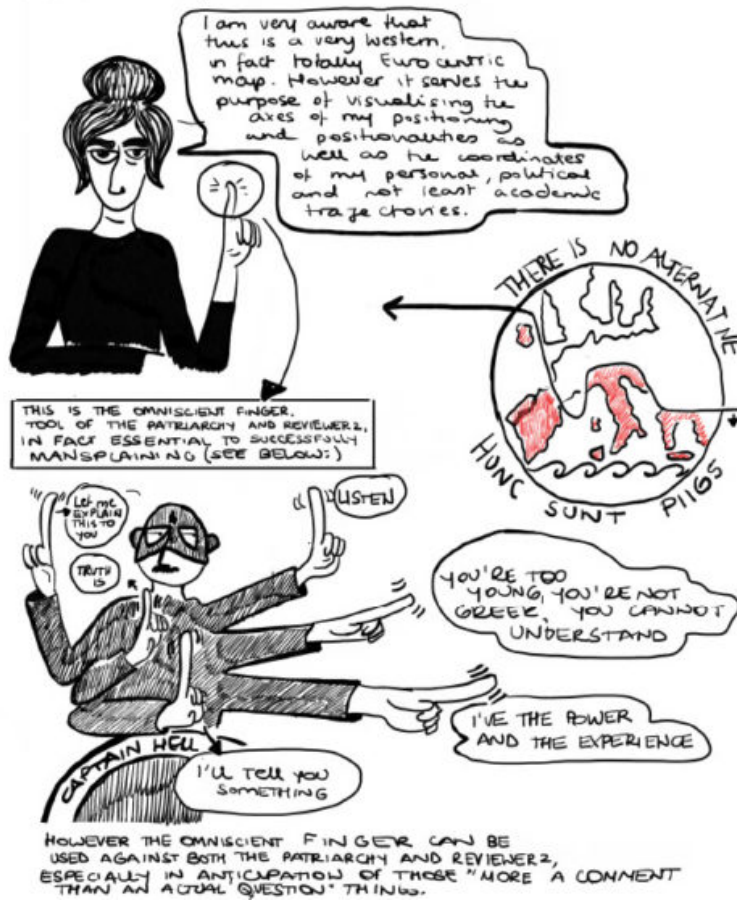 I am very aware that
this is a very Western,
in fact totally Eurocentric
map. However it serves the
purpose of visualising the
axes of my positioning
and positionalities as
well as the coordinates
of my personal, political
and not least academic
trajectories.
THERE IS NO ALTERNATIVE
HUNC SUNT PIIGS
THIS IS THE OMNISCIENT FINGER.
TOOL OF THE PATRIARCHY AND REVIEWER2,
IN FACT ESSENTIAL TO SUCCESSFULLY
MANSPLAINING (SEE BELOW:)
Let me
EXPLAIN
THIS TO
YOU
LISTEN
TRUTH
IS
YOU'RE TOO
YOUNG, YOU'RE NOT
GREEK, YOU CANNOT
UNDERSTAND
I'VE THE POWER
AND THE EXPERIENCE
CAPTAIN HELL
I'LL TELL YOU
SOMETHING
HOWEVER THE OMNISCIENT FINGER CAN BE
USED AGAINST BOTH THE PATRIARCHY AND REVIEWER2,
ESPECIALLY IN ANTICIPATION OF THOSE "MORE A COMMENT
THAN AN ACTUAL QUESTION" THINGS.